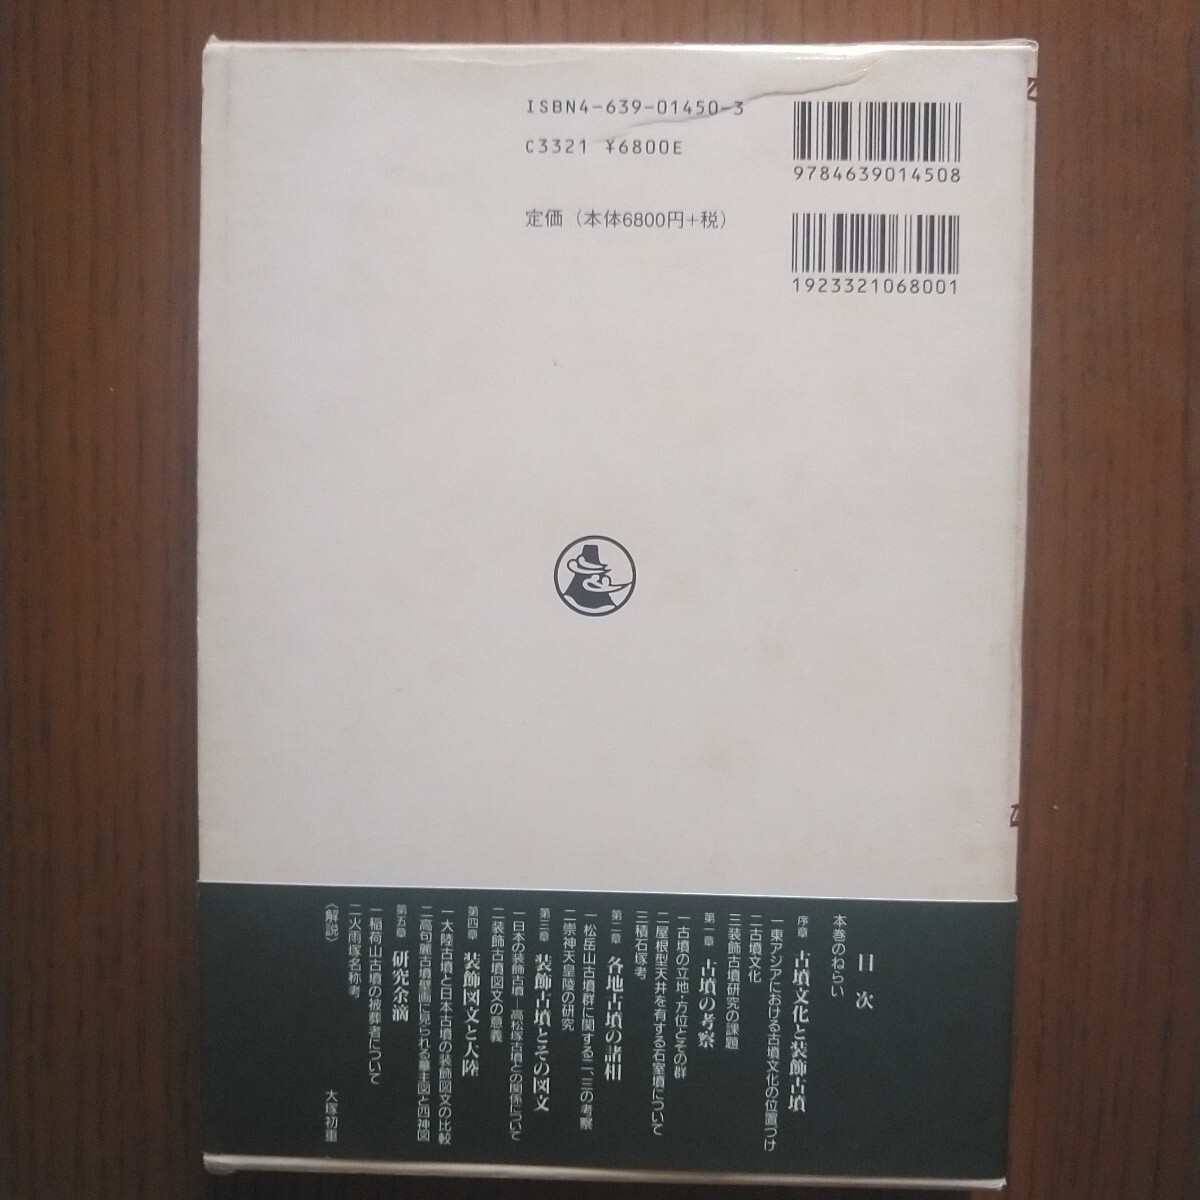 ISBN4-639-01450-3
C3321 ¥6800E
9784639014508
定価（本体6800円+税）
1923321068001
目次
本巻のねらい
序章 古墳文化と装飾古墳
一東アジアにおける古墳文化の位置づけ
二古墳文化
三装飾古墳研究の課題
第一章 古墳の考察
一古墳の立地・方位とその群
二屋根型天井を有する石室墳について
三積石塚考
第二章 各地古墳の諸相
一松岳山古墳群に関する二、三の考察
二崇神天皇陵の研究
第三章 装飾古墳とその図文
一日本の装飾古墳―高松塚古墳との関係について
二装飾古墳図文の意義
第四章 装飾図文と大陸
一大陸古墳と日本古墳の装飾図文の比較
二高句麗古墳壁画に見られる墓主図と四神図
第五章 研究余滴
一稲荷山古墳の被葬者について
二火雨塚名称考
〈解説〉 大塚初重